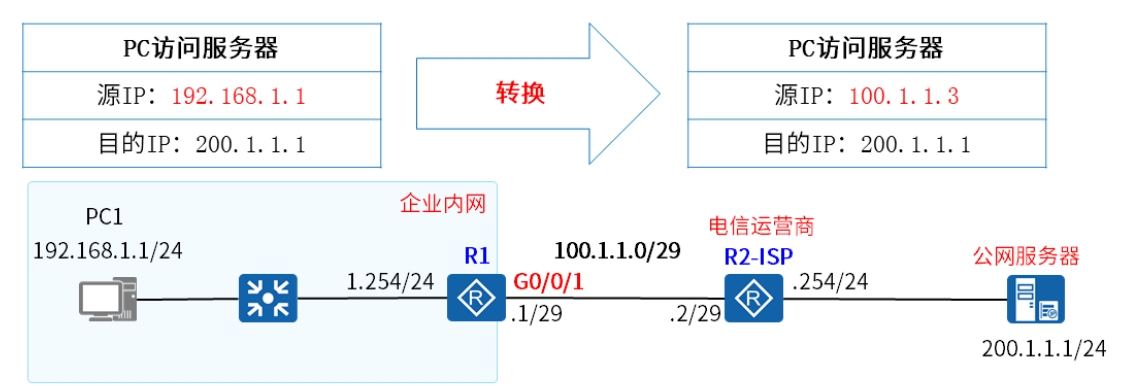 PC访问服务器
源IP：192.168.1.1
目的IP：200.1.1.1
转换
PC访问服务器
源IP：100.1.1.3
目的IP：200.1.1.1
企业内网
PC1
192.168.1.1/24
1.254/24
R1
G0/0/1
.1/29
100.1.1.0/29
电信运营商
R2-ISP
.2/29
.254/24
公网服务器
200.1.1.1/24
R
R